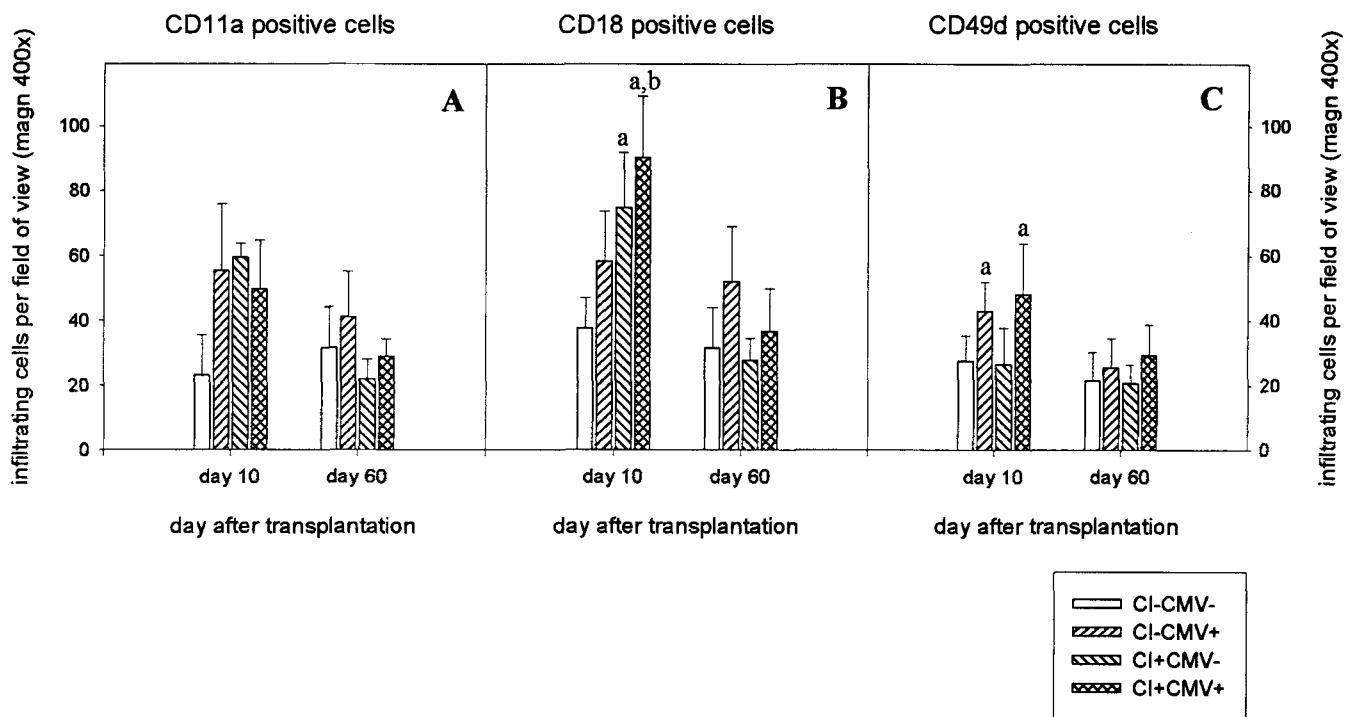 CD11a positive cells
CD18 positive cells
CD49d positive cells
infiltrating cells per field of view (magn 400x)
100
80
60
40
20
0
A
B
C
a
a,b
a
a
100
80
60
40
20
0
infiltrating cells per field of view (magn 400x)
day 10
day 60
day 10
day 60
day 10
day 60
day after transplantation
day after transplantation
day after transplantation
CI-CMV-
CI-CMV+
CI+CMV-
CI+CMV+